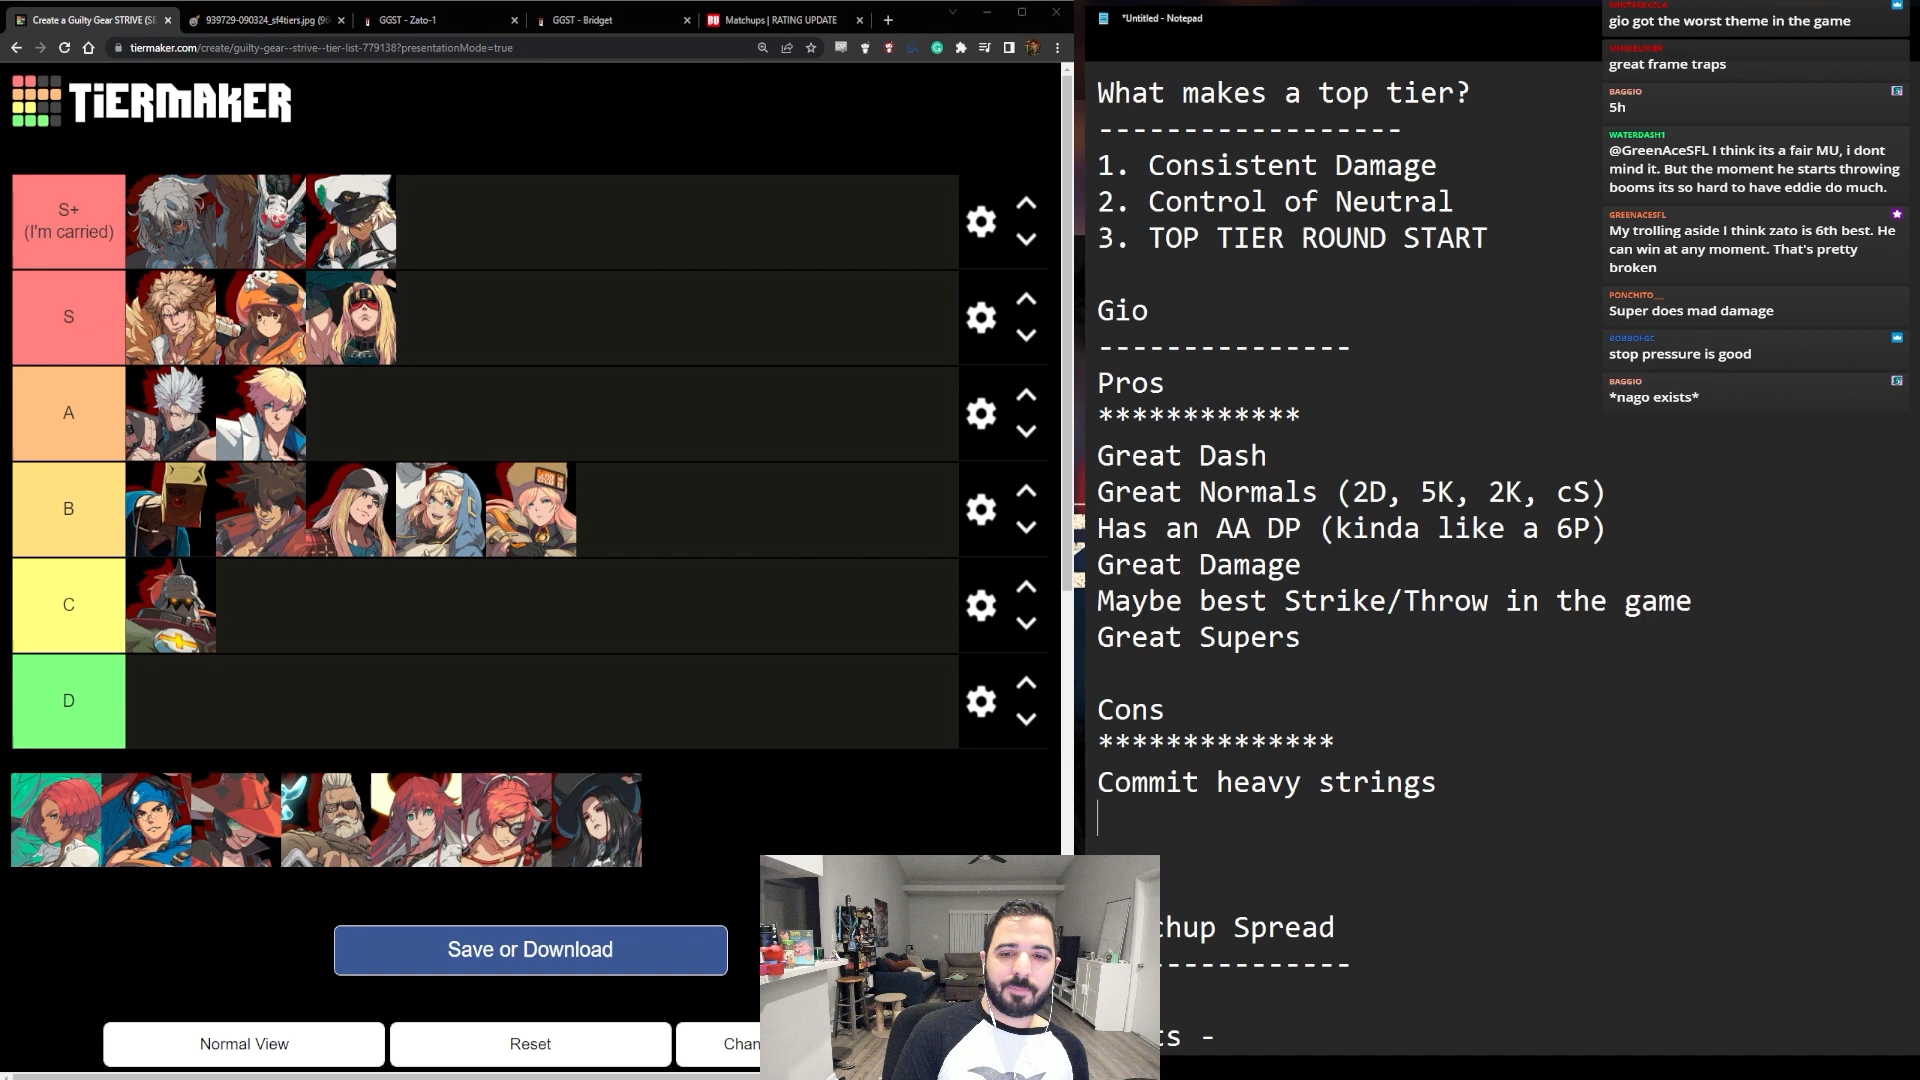 Create a Guilty Gear STRIVE (SE
939729-090324_sf4tiers.jpg (96
GGST - Zato-1
GGST - Bridget
RU
Matchups | RATING UPDATE
tiermaker.com/create/guilty-gear--strive--tier-list-779138?presentationMode=true
TiERMAKER
S+
(I'm carried)
S
A
B
C
D
Save or Download
Normal View
Reset
Chan
*Untitled - Notepad
What makes a top tier?
------------------
1. Consistent Damage
2. Control of Neutral
3. TOP TIER ROUND START
Gio
---------------
Pros
************
Great Dash
Great Normals (2D, 5K, 2K, cS)
Has an AA DP (kinda like a 6P)
Great Damage
Maybe best Strike/Throw in the game
Great Supers
Cons
**************
Commit heavy strings
chup Spread
------------
ts -
gio got the worst theme in the game
great frame traps
BAGGIO
5h
WATERDASH1
@GreenAceSFL I think its a fair MU, i dont
mind it. But the moment he starts throwing
booms its so hard to have eddie do much.
GREENACESFL
My trolling aside I think zato is 6th best. He
can win at any moment. That's pretty
broken
PONCHITO__
Super does mad damage
BOBBOFGC
stop pressure is good
BAGGIO
*nago exists*